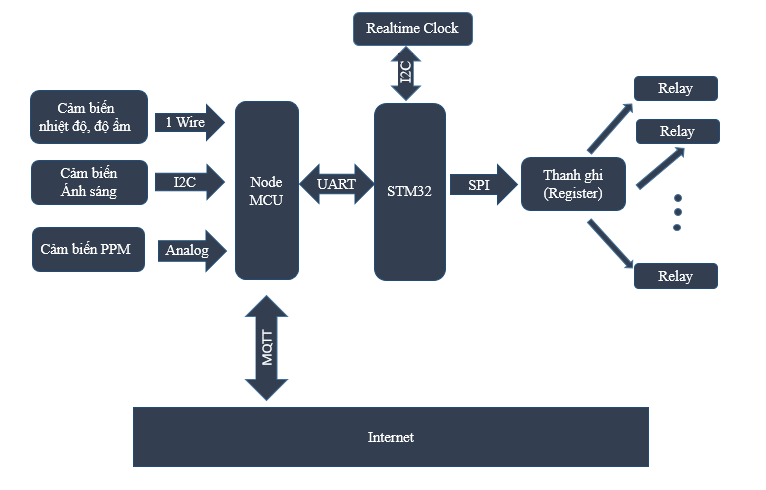 Realtime Clock
I2C
Cảm biến
nhiệt độ, độ ẩm
1 Wire
Cảm biến
Ánh sáng
I2C
Cảm biến PPM
Analog
Node
MCU
UART
STM32
SPI
Thanh ghi
(Register)
Relay
Relay
Relay
MQTT
Internet